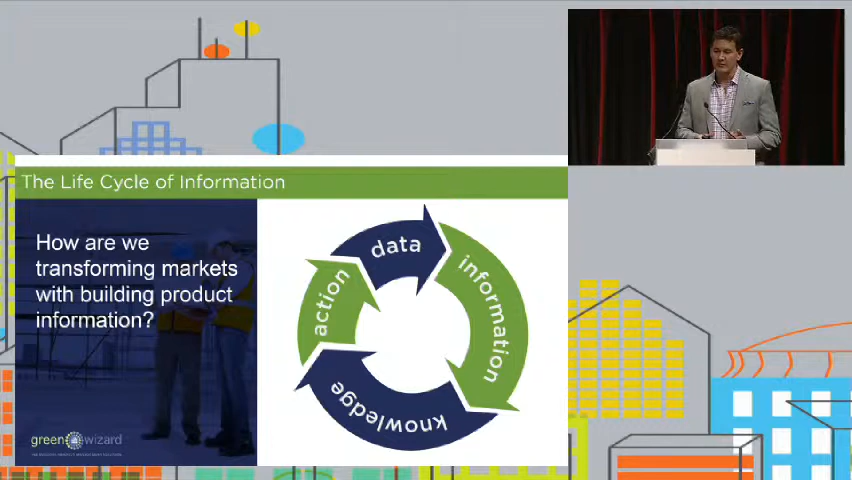 The Life Cycle of Information
How are we
transforming markets
with building product
information?
data
information
knowledge
action
greenwizard